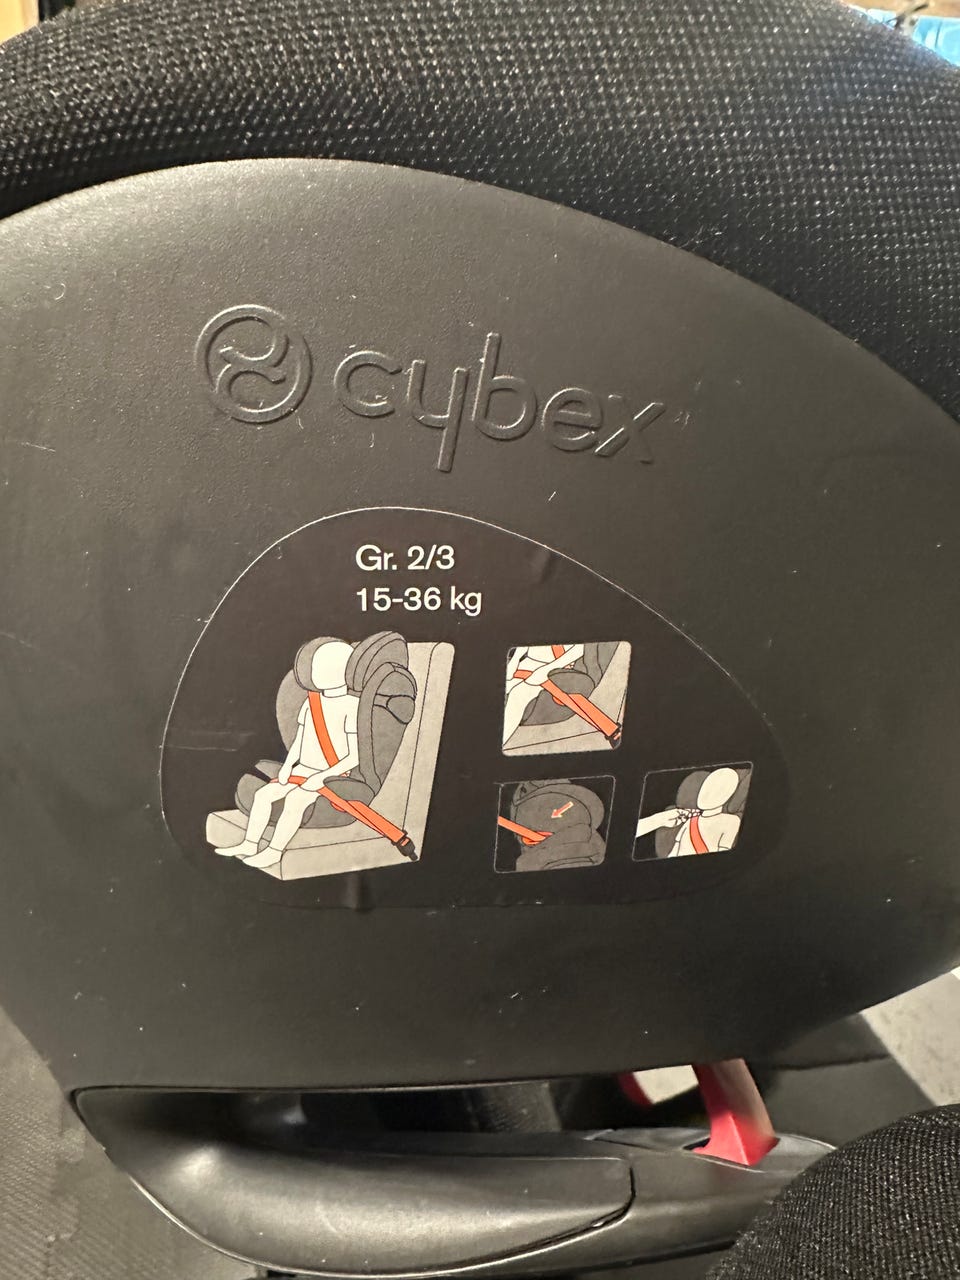 cybex
Gr. 2/3
15-36 kg